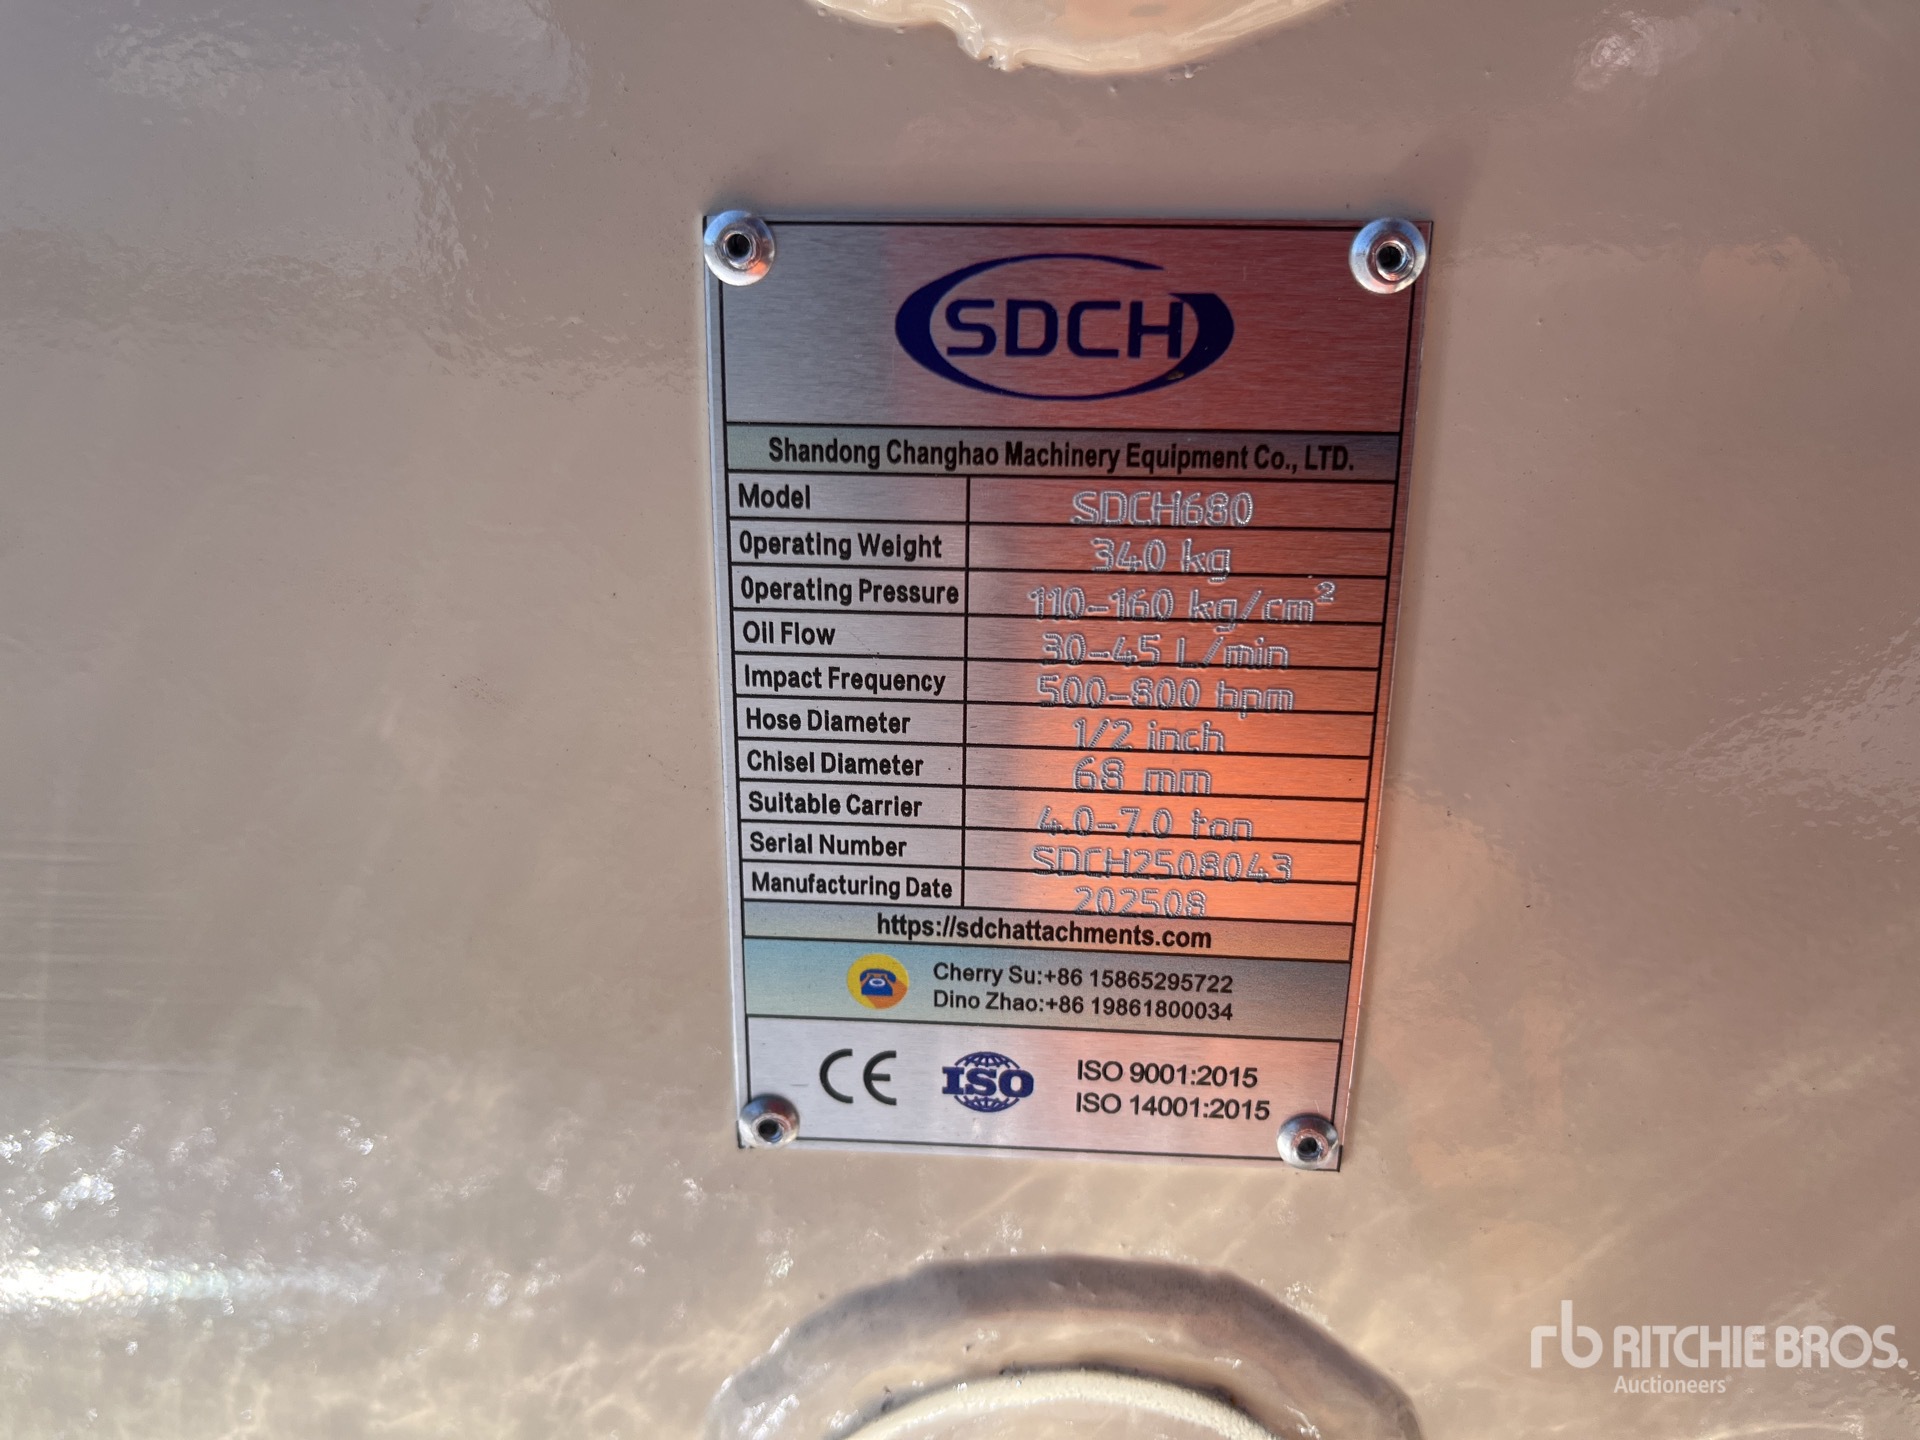 SDCH
Shandong Changhao Machinery Equipment Co., LTD.
Model SDCH680
Operating Weight 340 kg
Operating Pressure 110-160 kg/cm²
Oil Flow 30-45 L/min
Impact Frequency 500-800 bpm
Hose Diameter 1/2 inch
Chisel Diameter 68 mm
Suitable Carrier 4.0-7.0 ton
Serial Number SDCH2508043
Manufacturing Date 202508
https://sdchattachments.com
Cherry Su:+86 15865295722
Dino Zhao:+86 19861800034
CE ISO ISO 9001:2015
ISO 14001:2015
rb RITCHIE BROS.
Auctioneers